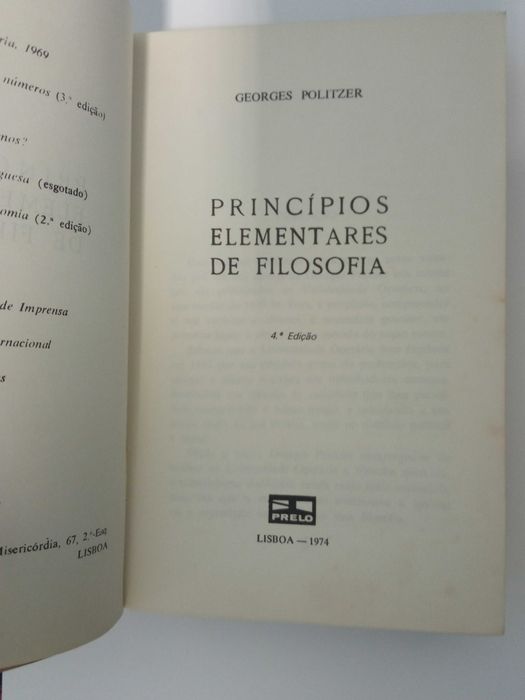 ria, 1969
números (3.ª edição)
nos?
guesa (esgotado)
omia (2.ª edição)
de Imprensa
rnacional
s
Misericórdia, 67, 2.º-Esq.
LISBOA
GEORGES POLITZER
PRINCÍPIOS
ELEMENTARES
DE FILOSOFIA
4.ª Edição
PRELO
LISBOA — 1974